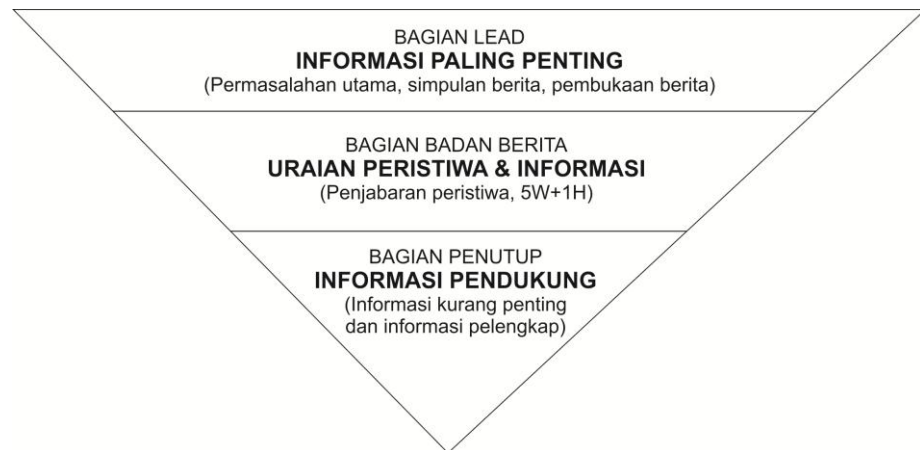 BAGIAN LEAD
INFORMASI PALING PENTING
(Permasalahan utama, simpulan berita, pembukaan berita)
BAGIAN BADAN BERITA
URAIAN PERISTIWA & INFORMASI
(Penjabaran peristiwa, 5W+1H)
BAGIAN PENUTUP
INFORMASI PENDUKUNG
(Informasi kurang penting
dan informasi pelengkap)